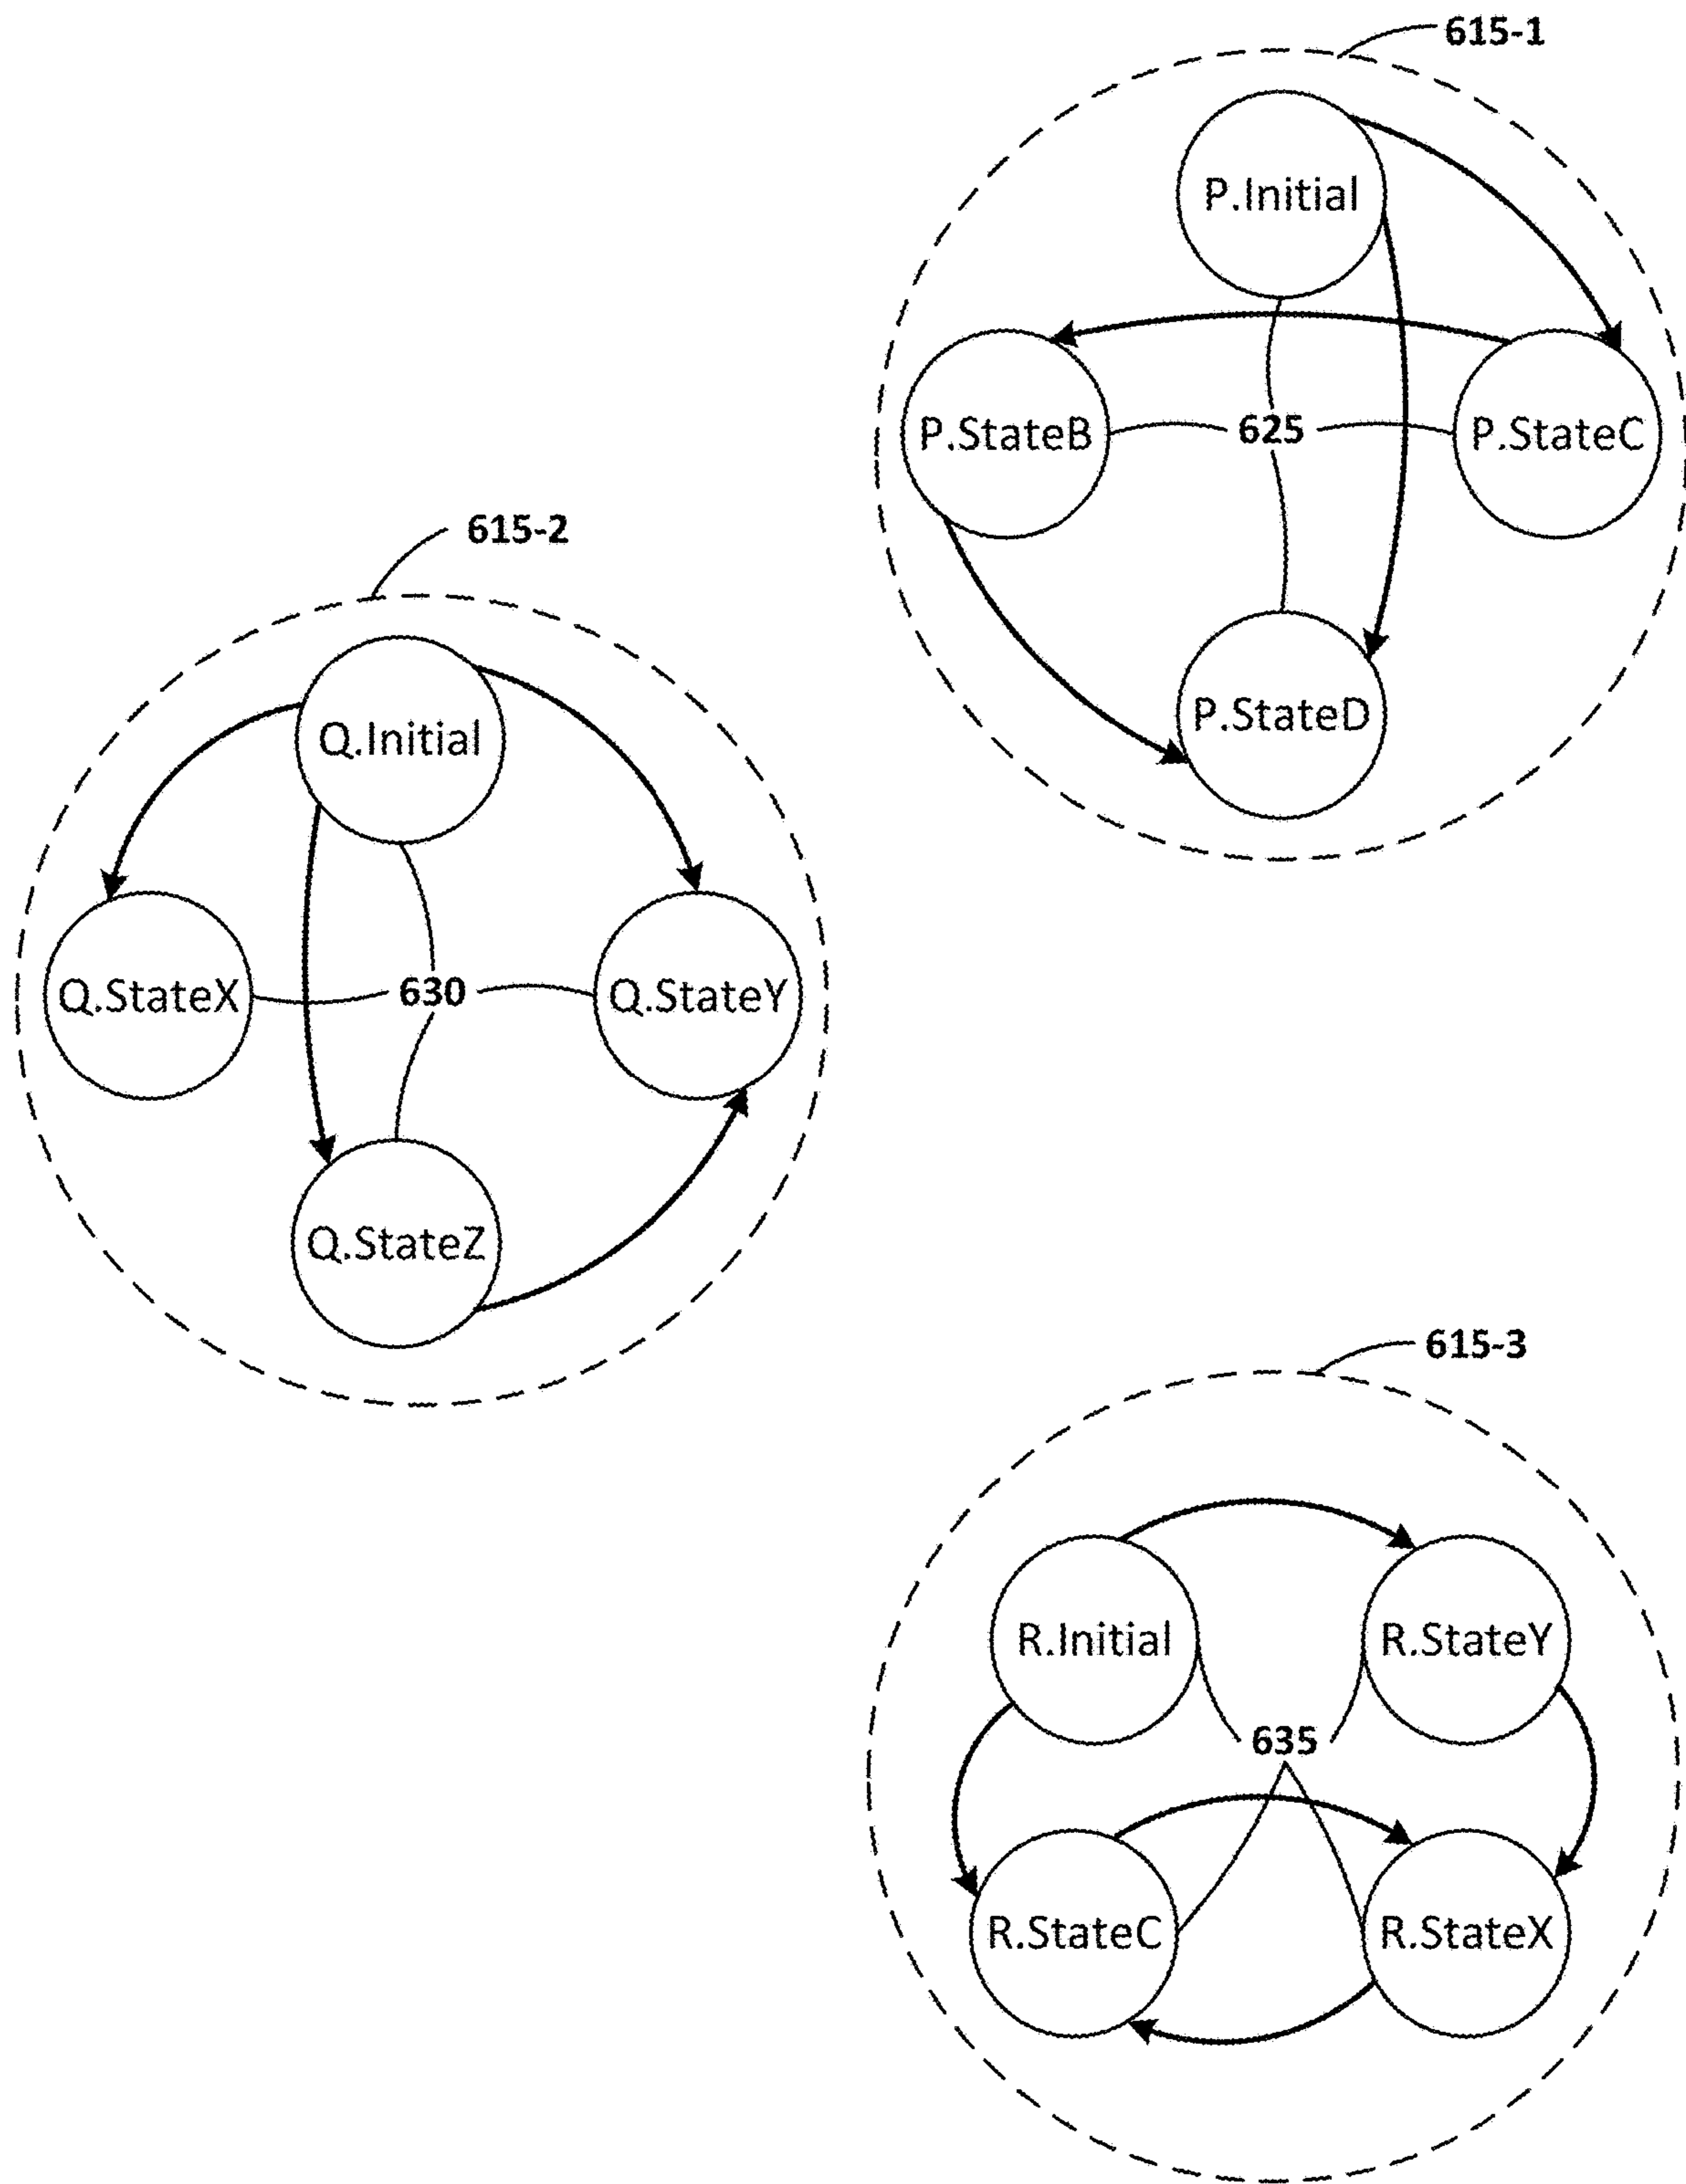 615-1
P.Initial
P.StateB
625
P.StateC
P.StateD
615-2
Q.Initial
Q.StateX
630
Q.StateY
Q.StateZ
615-3
R.Initial
R.StateY
635
R.StateC
R.StateX